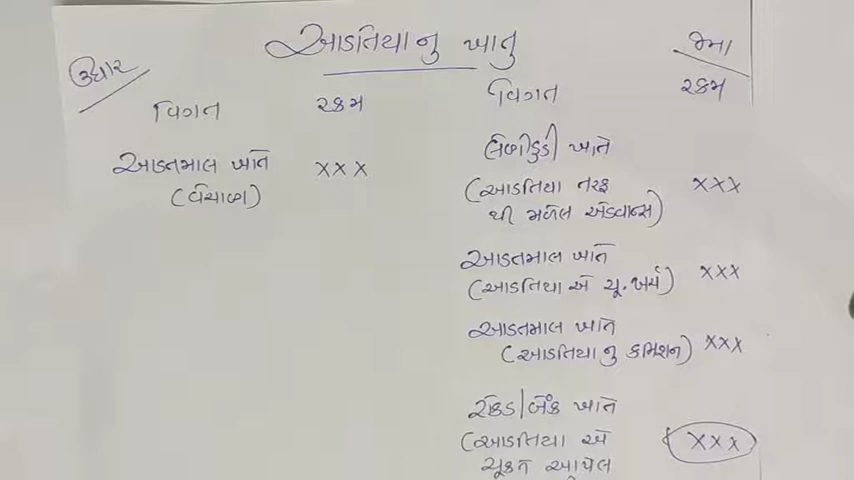 આડતિયાનુ ખાતુ
ઉધાર
જમા
વિગત રકમ
વિગત રકમ
આડતમાલ ખાતે xxx
(વેચાણ)
લેણીહુંડી ખાતે
(આડતિયા તરફ xxx
થી મળેલ એડવાન્સ)
આડતમાલ ખાતે
(આડતિયા એ ચૂ. ખર્ચ) xxx
આડતમાલ ખાતે
(આડતિયા નુ કમિશન) xxx
રોકડ/બેંક ખાતે
(આડતિયા એ xxx
ચૂકતે આપેલ